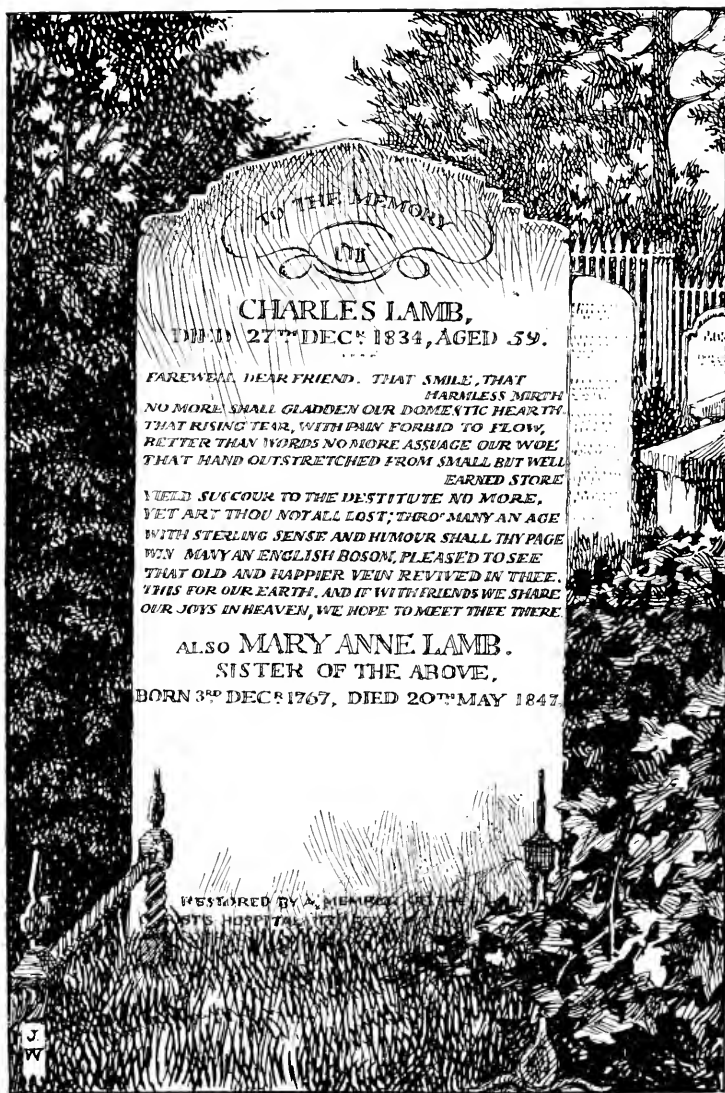 TO THE MEMORY
OF
CHARLES LAMB,
DIED 27TH DECR 1834, AGED 59.
FAREWELL DEAR FRIEND. THAT SMILE, THAT
HARMLESS MIRTH
NO MORE SHALL GLADDEN OUR DOMESTIC HEARTH.
THAT RISING TEAR, WITH PAIN FORBID TO FLOW,
BETTER THAN WORDS NO MORE ASSUAGE OUR WOE
THAT HAND OUTSTRETCHED FROM SMALL BUT WELL
EARNED STORE
YIELD SUCCOUR TO THE DESTITUTE NO MORE,
YET ART THOU NOT ALL LOST; THRO' MANY AN AGE
WITH STERLING SENSE AND HUMOUR SHALL THY PAGE
WIN MANY AN ENGLISH BOSOM, PLEASED TO SEE
THAT OLD AND HAPPIER VEIN REVIVED IN THEE.
THIS FOR OUR EARTH. AND IF WITH FRIENDS WE SHARE
OUR JOYS IN HEAVEN, WE HOPE TO MEET THEE THERE.
ALSO MARY ANNE LAMB.
SISTER OF THE ABOVE,
BORN 3RD DECR 1767, DIED 20TH MAY 1847.
RESTORED BY A MEMBER
HOSPITAL
J.
W